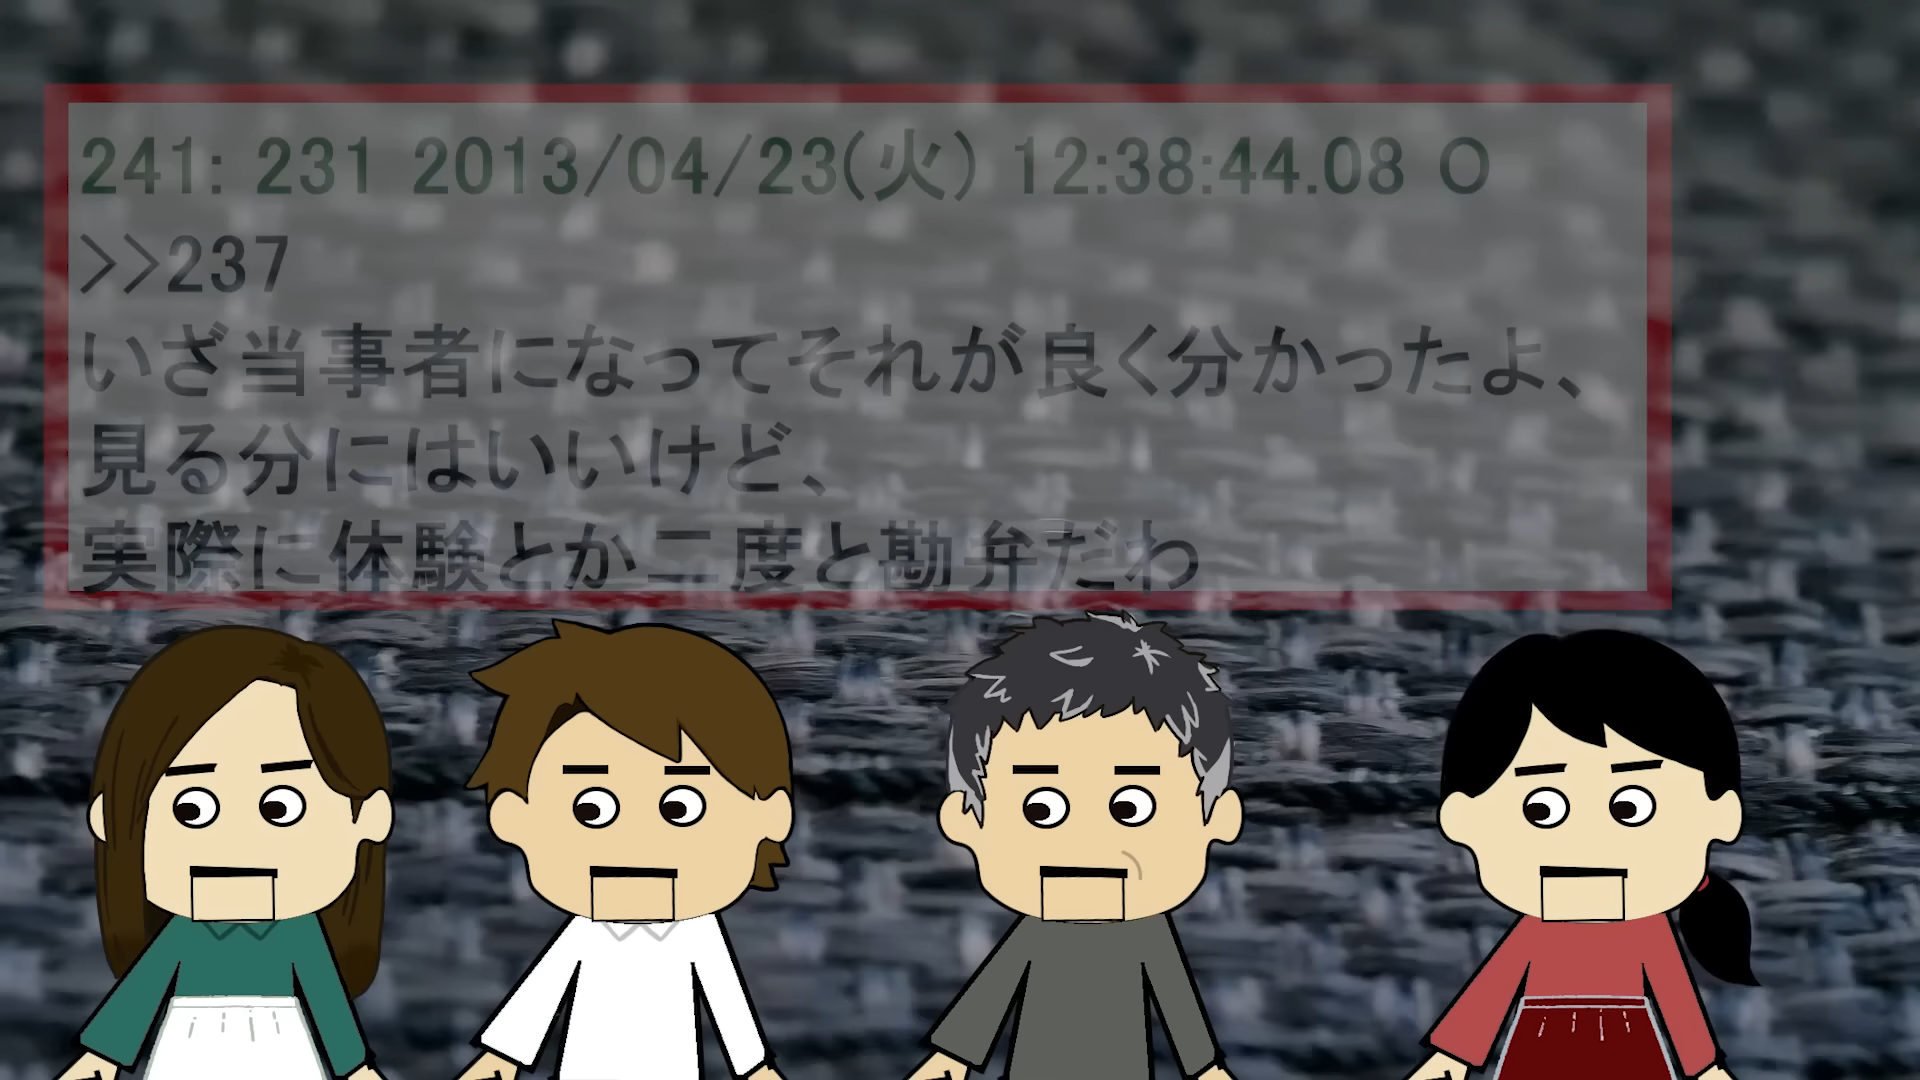 241: 231 2013/04/23(火) 12:38:44.08 O
>>237
いざ当事者になってそれが良く分かったよ、
見る分にはいいけど、
実際に体験とか二度と勘弁だわ